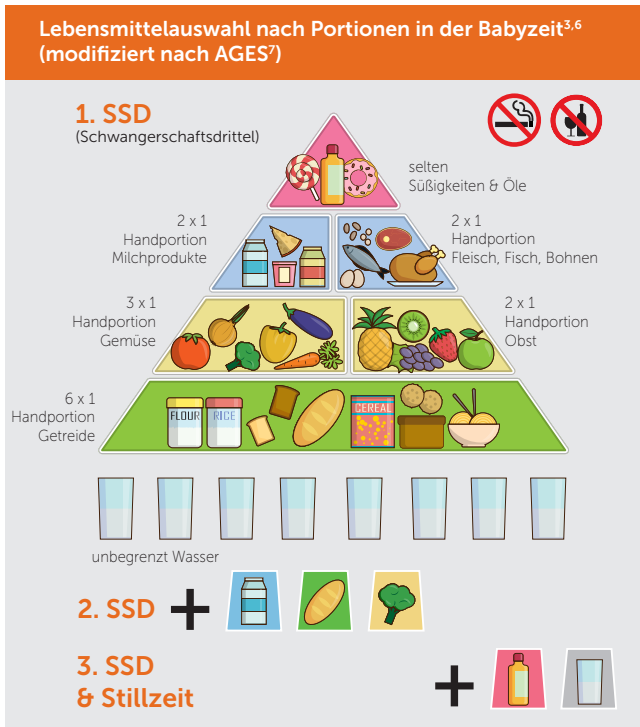 Lebensmittelauswahl nach Portionen in der Babyzeit³,⁶
(modifiziert nach AGES⁷)
1. SSD
(Schwangerschaftsdrittel)
selten
Süßigkeiten & Öle
2 x 1
Handportion
Milchprodukte
2 x 1
Handportion
Fleisch, Fisch, Bohnen
3 x 1
Handportion
Gemüse
2 x 1
Handportion
Obst
6 x 1
Handportion
Getreide
FLOUR
RICE
CEREAL
unbegrenzt Wasser
2. SSD +
3. SSD
& Stillzeit
+